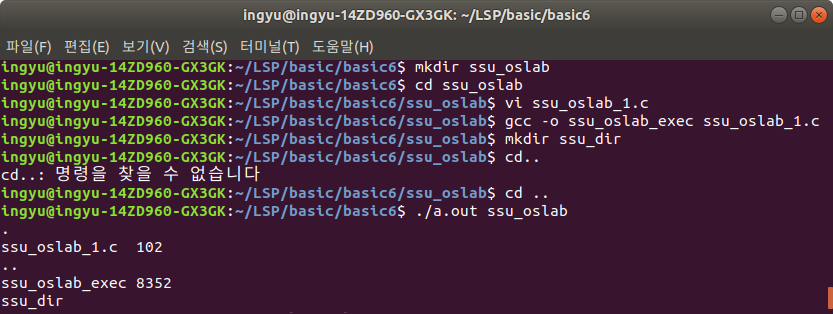 ingyu@ingyu-14ZD960-GX3GK: ~/LSP/basic/basic6
파일(F) 편집(E) 보기(V) 검색(S) 터미널(T) 도움말(H)
ingyu@ingyu-14ZD960-GX3GK:~/LSP/basic/basic6$ mkdir ssu_oslab
ingyu@ingyu-14ZD960-GX3GK:~/LSP/basic/basic6$ cd ssu_oslab
ingyu@ingyu-14ZD960-GX3GK:~/LSP/basic/basic6/ssu_oslab$ vi ssu_oslab_1.c
ingyu@ingyu-14ZD960-GX3GK:~/LSP/basic/basic6/ssu_oslab$ gcc -o ssu_oslab_exec ssu_oslab_1.c
ingyu@ingyu-14ZD960-GX3GK:~/LSP/basic/basic6/ssu_oslab$ mkdir ssu_dir
ingyu@ingyu-14ZD960-GX3GK:~/LSP/basic/basic6/ssu_oslab$ cd..
cd..: 명령을 찾을 수 없습니다
ingyu@ingyu-14ZD960-GX3GK:~/LSP/basic/basic6/ssu_oslab$ cd ..
ingyu@ingyu-14ZD960-GX3GK:~/LSP/basic/basic6$ ./a.out ssu_oslab
.
ssu_oslab_1.c  102
..
ssu_oslab_exec 8352
ssu_dir